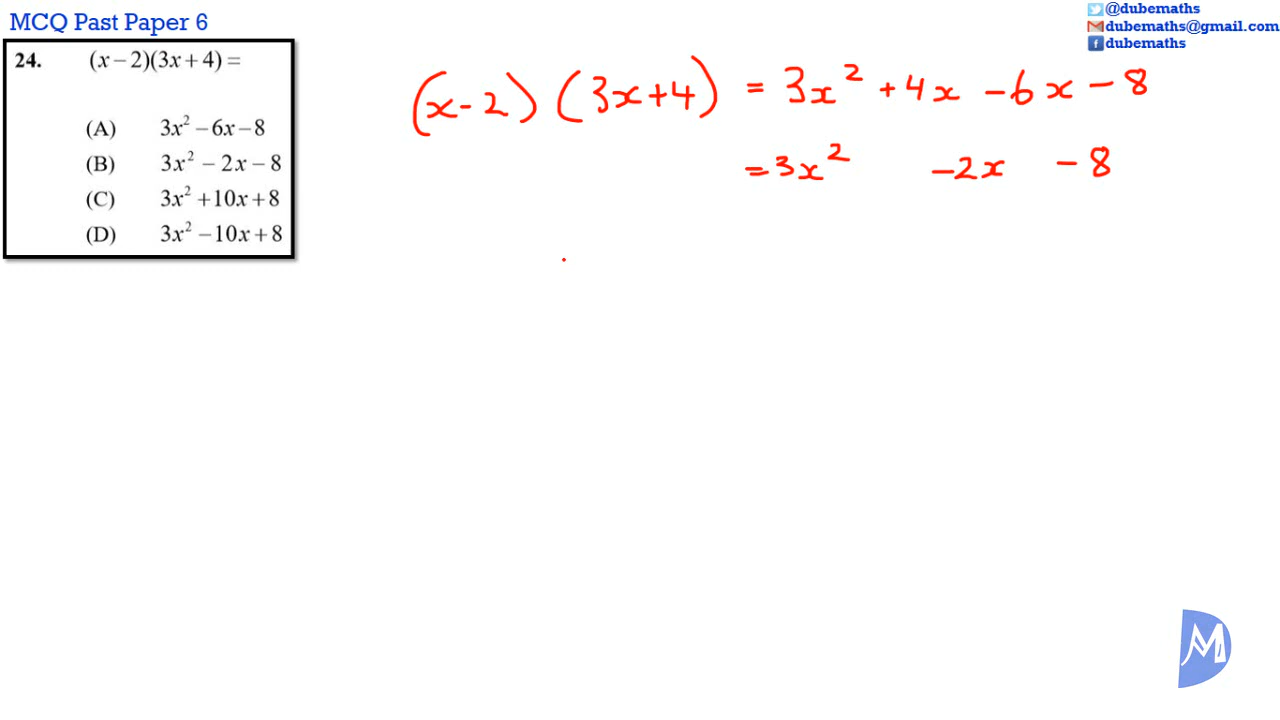 MCQ Past Paper 6
@dubemaths
dubemaths@gmail.com
dubemaths
24. (x – 2)(3x + 4) =
(A) 3x² – 6x – 8
(B) 3x² – 2x – 8
(C) 3x² + 10x + 8
(D) 3x² – 10x + 8
(x-2) (3x+4) = 3x² + 4x - 6x - 8
= 3x² - 2x - 8
M